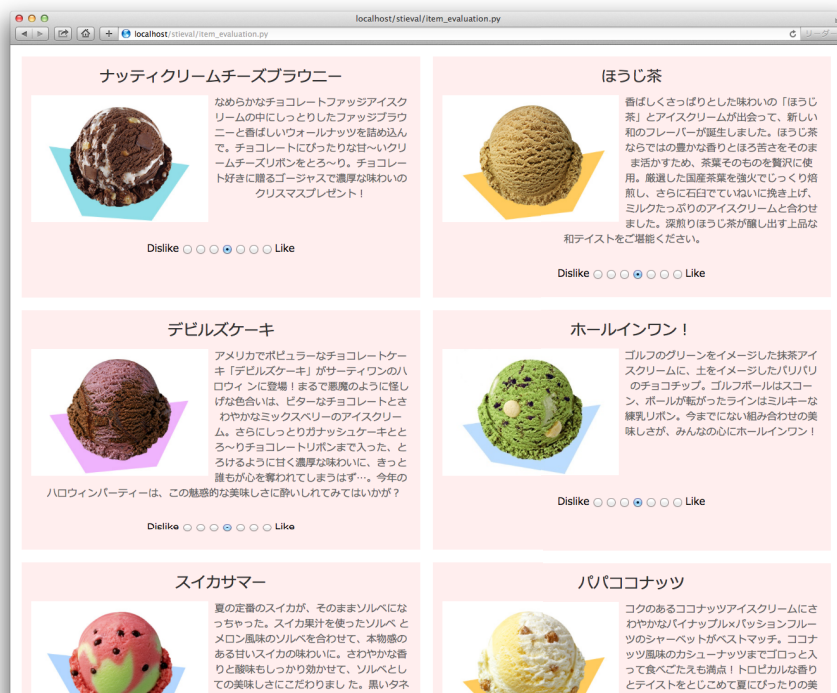 localhost/stieval/item_evaluation.py
localhost/stieval/item_evaluation.py
リーダー
ナッティクリームチーズブラウニー
なめらかなチョコレートファッジアイスク
リームの中にしっとりしたファッジブラウ
ニーと香ばしいウォールナッツを詰め込ん
で。チョコレートにぴったりな甘〜いクリ
ームチーズリボンをとろ〜り。チョコレー
ト好きに贈るゴージャスで濃厚な味わいの
クリスマスプレゼント！
Dislike
Like
ほうじ茶
香ばしくさっぱりとした味わいの「ほうじ
茶」とアイスクリームが出会って、新しい
和のフレーバーが誕生しました。ほうじ茶
ならではの豊かな香りとほろ苦さをそのま
ま活かすため、茶葉そのものを贅沢に使
用。厳選した国産茶葉を強火でじっくり焙
煎し、さらに石臼でていねいに挽き上げ、
ミルクたっぷりのアイスクリームと合わせ
ました。深煎りほうじ茶が醸し出す上品な
和テイストをご堪能ください。
Dislike
Like
デビルズケーキ
アメリカでポピュラーなチョコレートケー
キ「デビルズケーキ」がサーティワンのハ
ロウィ ンに登場！まるで悪魔のように怪し
げな色合いは、ビターなチョコレートとさ
わやかなミックスベリーのアイスクリー
ム。さらにしっとりガナッシュケーキとと
ろ〜りチョコレートリボンまで入った、と
ろけるように甘く濃厚な味わいに、きっと
誰もが心を奪われてしまうはず…。今年の
ハロウィンパーティーは、この魅惑的な美味しさに酔いしれてみてはいかが？
Dislike
Like
ホールインワン！
ゴルフのグリーンをイメージした抹茶アイ
スクリームに、土をイメージしたパリパリ
のチョコチップ。ゴルフボールはスコー
ン、ボールが転がったラインはミルキーな
練乳リボン。今までにない組み合わせの美
味しさが、みんなの心にホールインワン！
Dislike
Like
スイカサマー
夏の定番のスイカが、そのままソルベにな
っちゃった。スイカ果汁を使ったソルベ と
メロン風味のソルベを合わせて、本物感の
ある甘いスイカの味わいに。さわやかな香
りと酸味もしっかり効かせて、ソルベとし
ての美味しさにこだわりまし た。黒いタネ
パパココナッツ
コクのあるココナッツアイスクリームにさ
わやかなパイナップル×パッションフルー
ツのシャーベットがベストマッチ。ココナ
ッツ風味のカシューナッツまでゴロっと入
って食べごたえも満点！トロピカルな香り
とテイストをとじこめて夏にぴったりの美